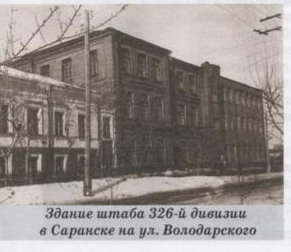 Здание штаба 326-й дивизии
в Саранске на ул. Володарского